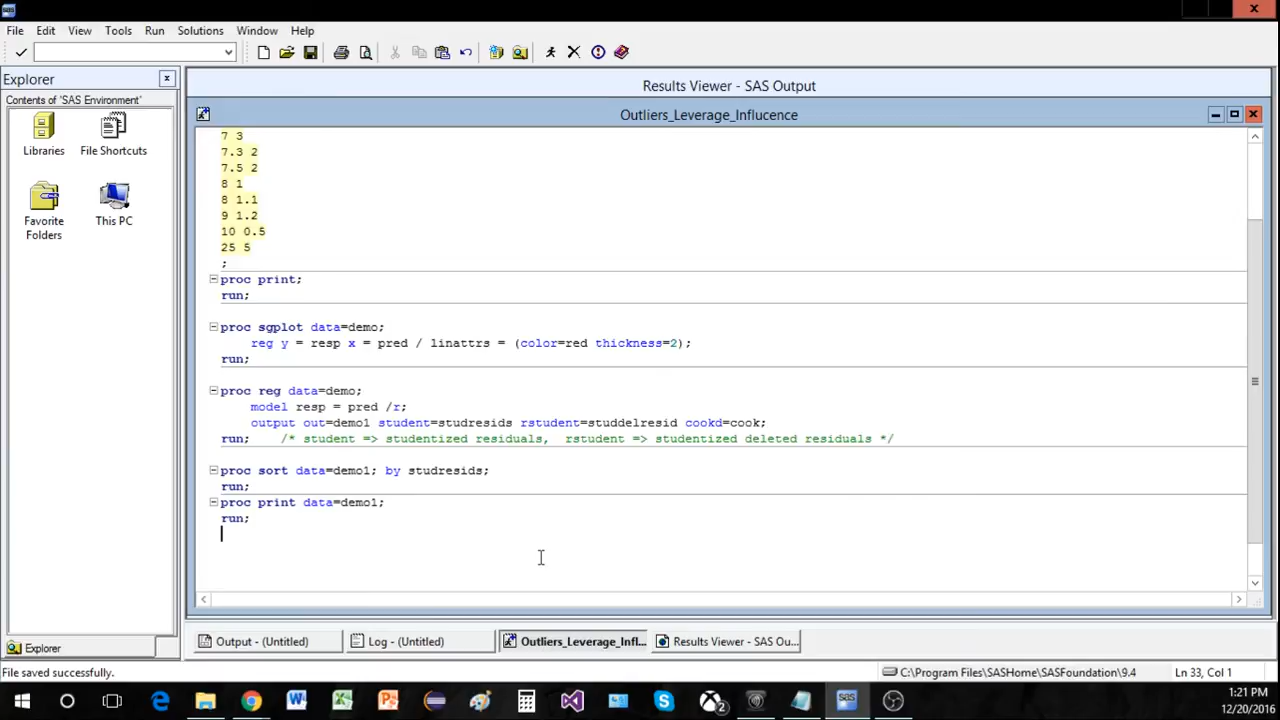 File Edit View Tools Run Solutions Window Help
Explorer
Contents of 'SAS Environment'
Libraries
File Shortcuts
Favorite Folders
This PC
Results Viewer - SAS Output
Outliers_Leverage_Influcence
7 3
7.3 2
7.5 2
8 1
8 1.1
9 1.2
10 0.5
25 5
;
proc print;
run;
proc sgplot data=demo;
reg y = resp x = pred / linattrs = (color=red thickness=2);
run;
proc reg data=demo;
model resp = pred /r;
output out=demo1 student=studresids rstudent=studdelresid cookd=cook;
run; /* student => studentized residuals, rstudent => studentized deleted residuals */
proc sort data=demo1; by studresids;
run;
proc print data=demo1;
run;
Explorer
Output - (Untitled)
Log - (Untitled)
Outliers_Leverage_Infl...
Results Viewer - SAS Ou...
File saved successfully.
C:\Program Files\SASHome\SASFoundation\9.4
Ln 33, Col 1
1:21 PM
12/20/2016